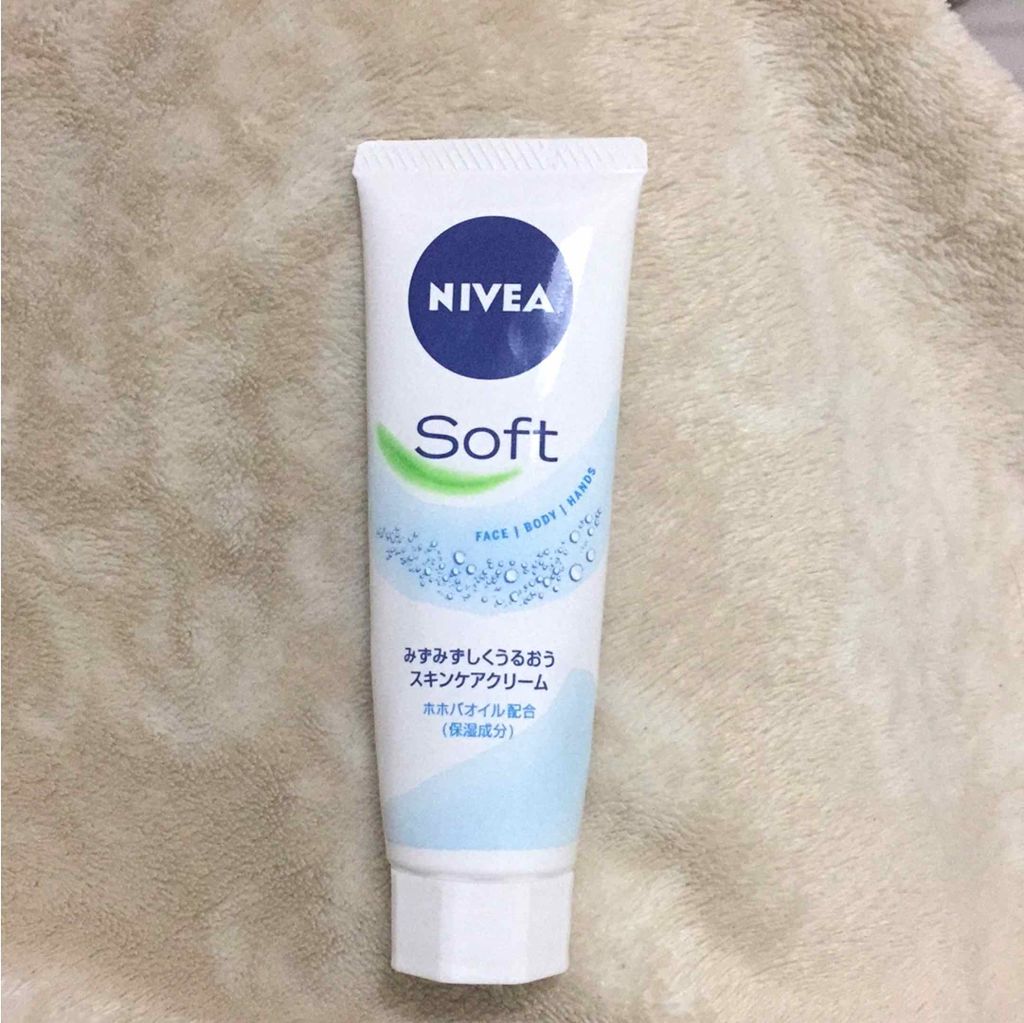 NIVEA
Soft
FACE | BODY | HANDS
みずみずしくうるおう
スキンケアクリーム
ホホバオイル配合
(保湿成分)